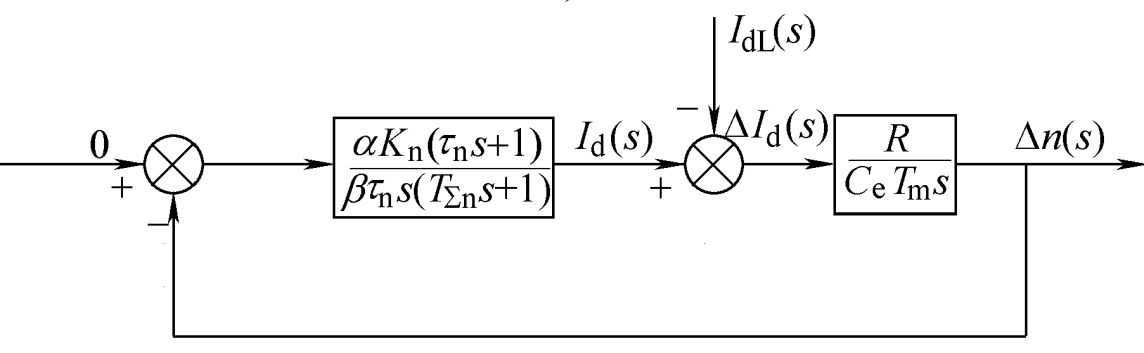 I_dL(s)
−
0
+
−
αK_n(τ_n s+1)
βτ_n s(T_Σn s+1)
I_d(s)
+
ΔI_d(s)
R
C_e T_m s
Δn(s)